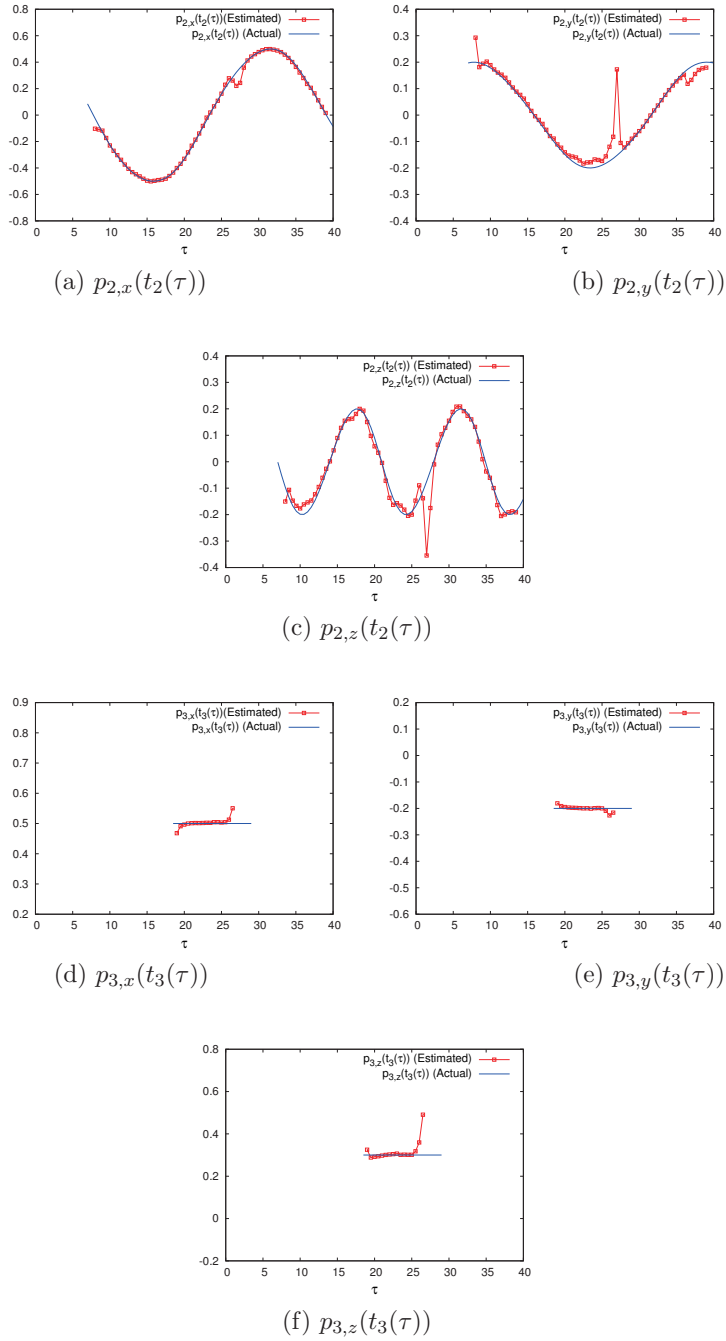 p2,x(t2(τ))(Estimated)
p2,x(t2(τ)) (Actual)
0.8
0.6
0.4
0.2
0
-0.2
-0.4
-0.6
-0.8
0 5 10 15 20 25 30 35 40
τ
(a) p2,x(t2(τ))
p2,y(t2(τ)) (Estimated)
p2,y(t2(τ)) (Actual)
0.4
0.3
0.2
0.1
0
-0.1
-0.2
-0.3
-0.4
0 5 10 15 20 25 30 35 40
τ
(b) p2,y(t2(τ))
p2,z(t2(τ)) (Estimated)
p2,z(t2(τ)) (Actual)
0.4
0.3
0.2
0.1
0
-0.1
-0.2
-0.3
-0.4
0 5 10 15 20 25 30 35 40
τ
(c) p2,z(t2(τ))
p3,x(t3(τ))(Estimated)
p3,x(t3(τ)) (Actual)
0.9
0.8
0.7
0.6
0.5
0.4
0.3
0.2
0 5 10 15 20 25 30 35 40
τ
(d) p3,x(t3(τ))
p3,y(t3(τ)) (Estimated)
p3,y(t3(τ)) (Actual)
0.2
0.1
0
-0.1
-0.2
-0.3
-0.4
-0.5
-0.6
0 5 10 15 20 25 30 35 40
τ
(e) p3,y(t3(τ))
p3,z(t3(τ)) (Estimated)
p3,z(t3(τ)) (Actual)
0.8
0.6
0.4
0.2
0
-0.2
0 5 10 15 20 25 30 35 40
τ
(f) p3,z(t3(τ))